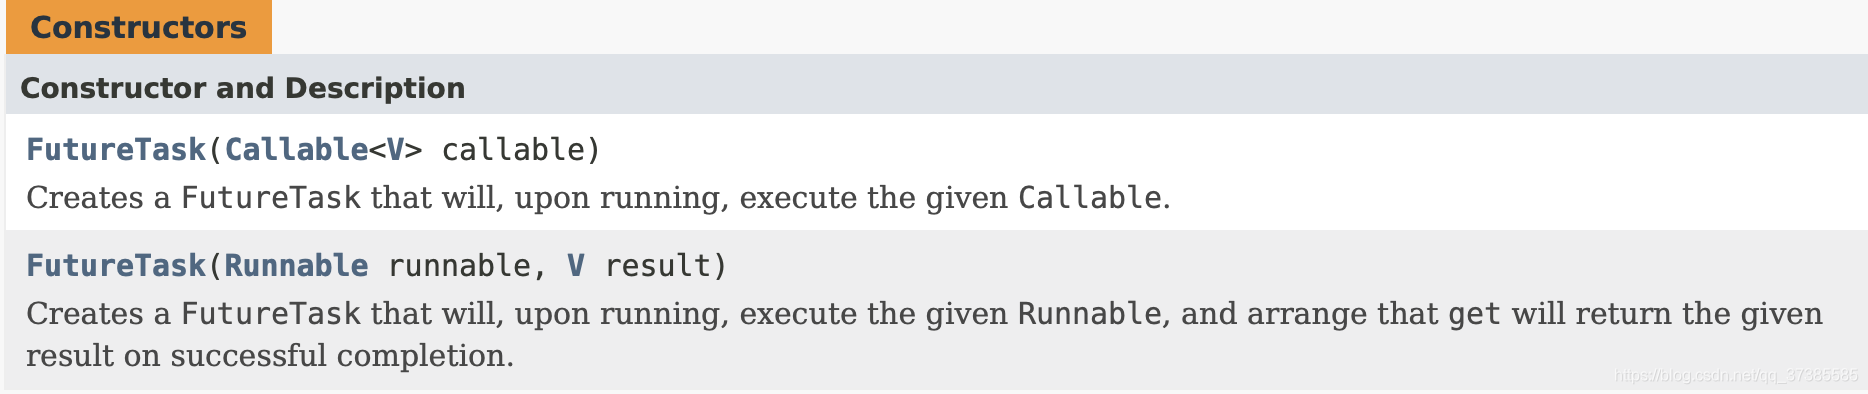 Constructors
Constructor and Description
FutureTask(Callable<V> callable)
Creates a FutureTask that will, upon running, execute the given Callable.
FutureTask(Runnable runnable, V result)
Creates a FutureTask that will, upon running, execute the given Runnable, and arrange that get will return the given
result on successful completion.
https://blog.csdn.net/qq_37385585